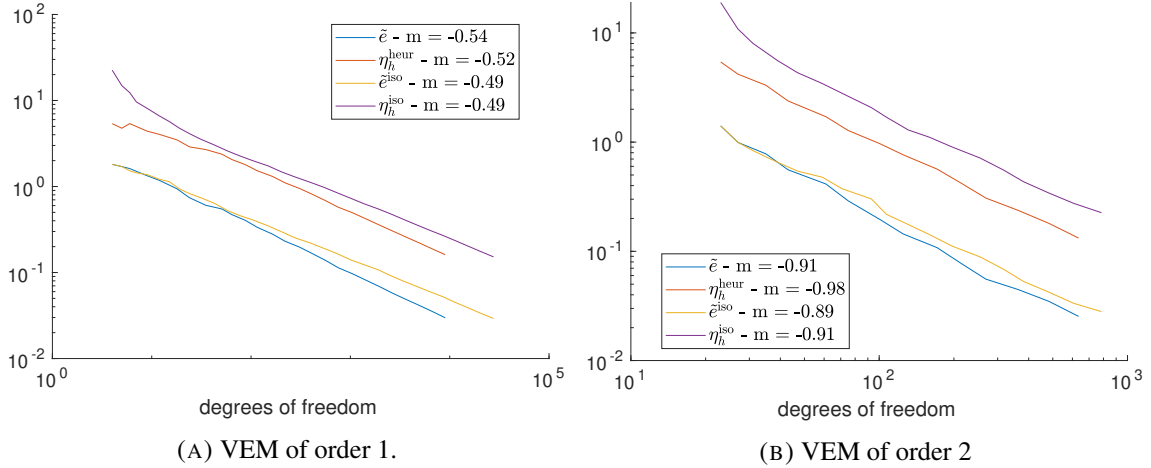 10^2
10^1
10^0
10^-1
10^-2
10^0
10^5
degrees of freedom
ẽ - m = -0.54
η_h^heur - m = -0.52
ẽ^iso - m = -0.49
η_h^iso - m = -0.49
(A) VEM of order 1.
10^1
10^0
10^-1
10^-2
10^1
10^2
10^3
degrees of freedom
ẽ - m = -0.91
η_h^heur - m = -0.98
ẽ^iso - m = -0.89
η_h^iso - m = -0.91
(B) VEM of order 2